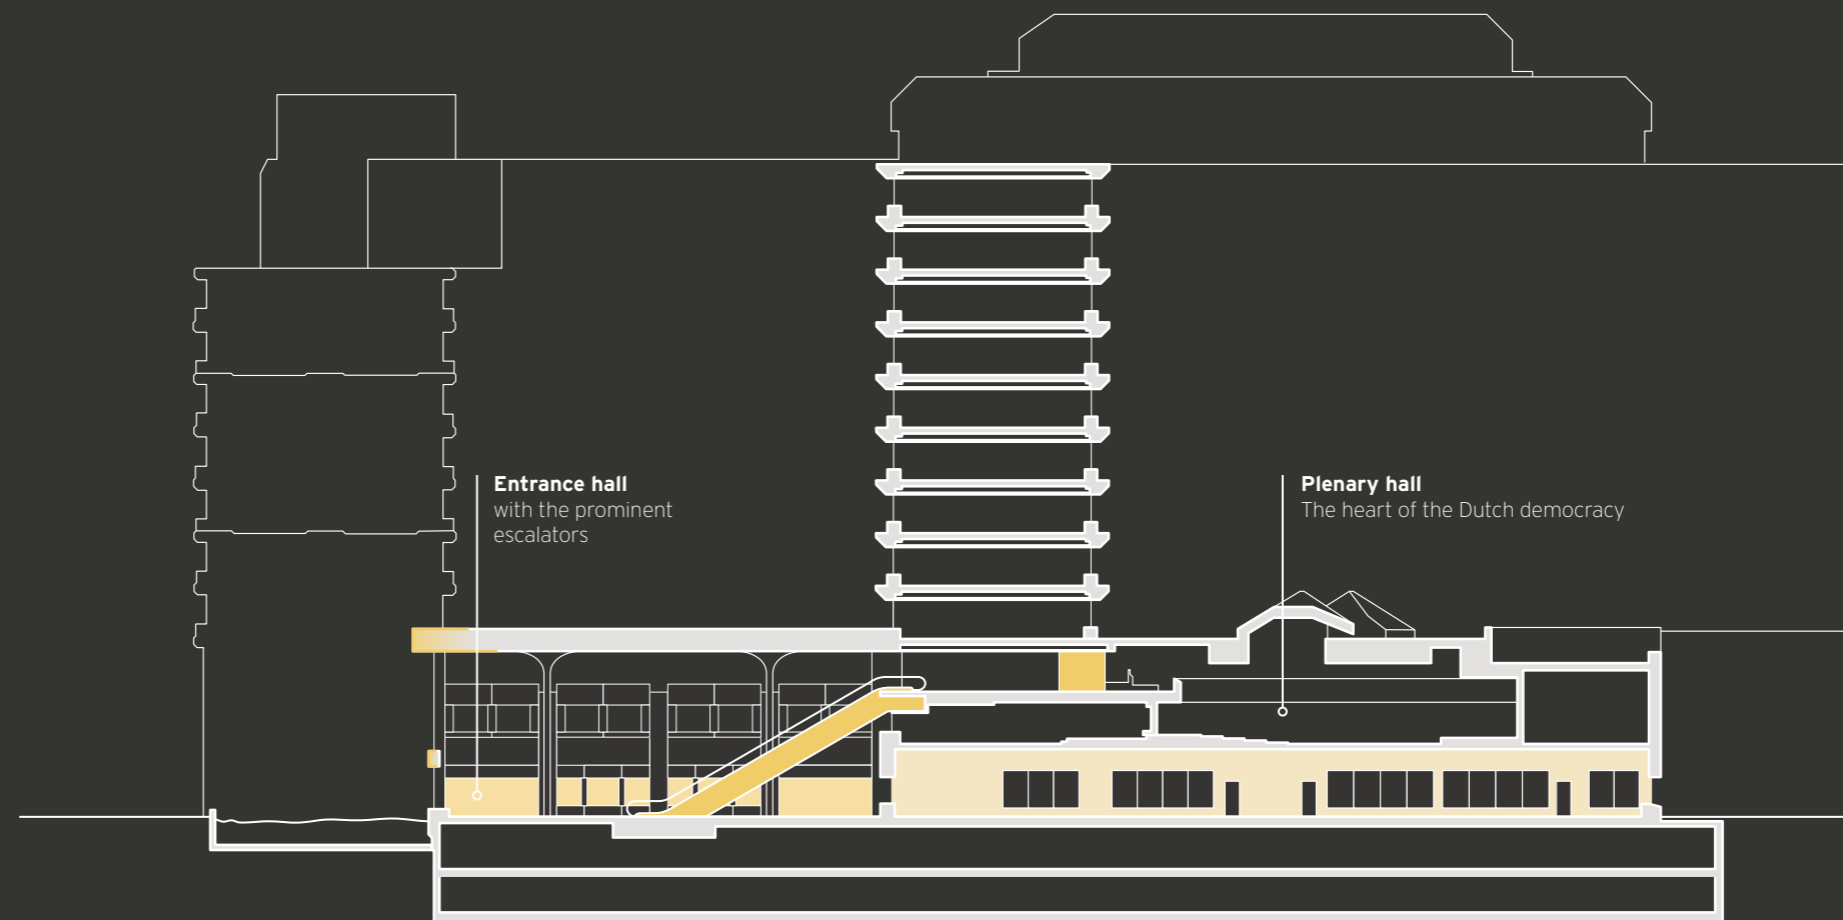 Entrance hall
with the prominent
escalators
Plenary hall
The heart of the Dutch democracy